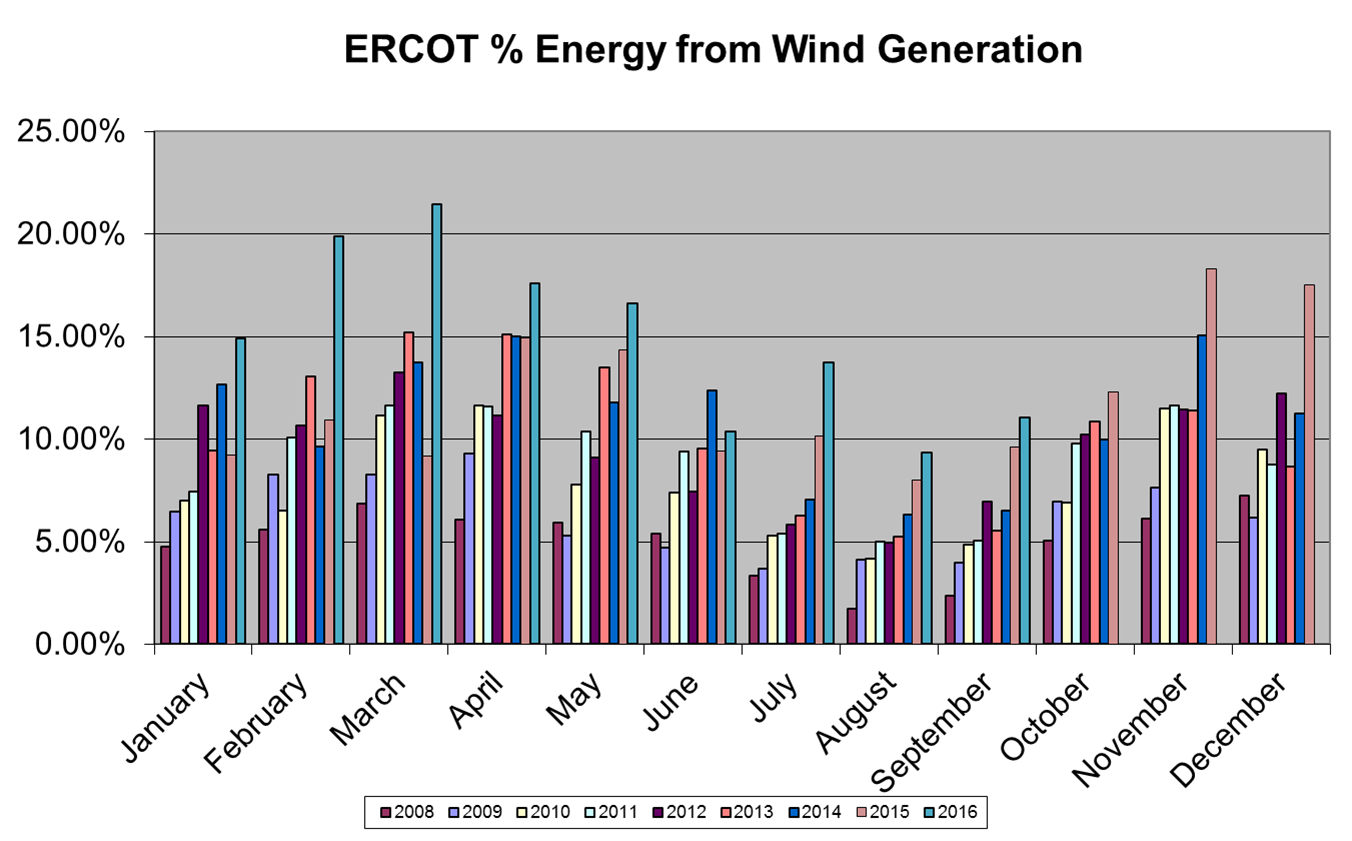 ERCOT % Energy from Wind Generation
25.00%
20.00%
15.00%
10.00%
5.00%
0.00%
January
February
March
April
May
June
July
August
September
October
November
December
2008 2009 2010 2011 2012 2013 2014 2015 2016